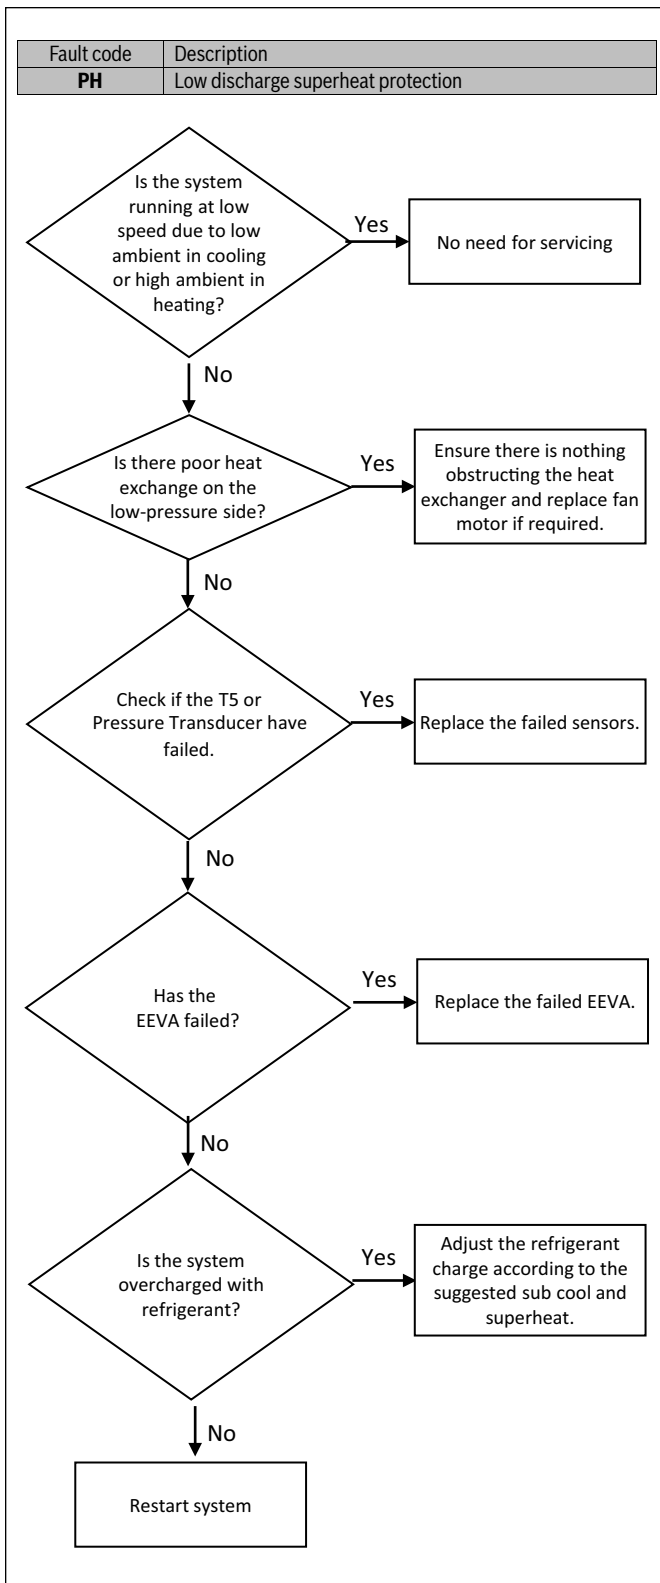 Fault code Description
PH Low discharge superheat protection
Is the system
running at low
speed due to low
ambient in cooling
or high ambient in
heating?
Yes
No need for servicing
No
Is there poor heat
exchange on the
low-pressure side?
Yes
Ensure there is nothing
obstructing the heat
exchanger and replace fan
motor if required.
No
Check if the T5 or
Pressure Transducer have
failed.
Yes
Replace the failed sensors.
No
Has the
EEVA failed?
Yes
Replace the failed EEVA.
No
Is the system
overcharged with
refrigerant?
Yes
Adjust the refrigerant
charge according to the
suggested sub cool and
superheat.
No
Restart system